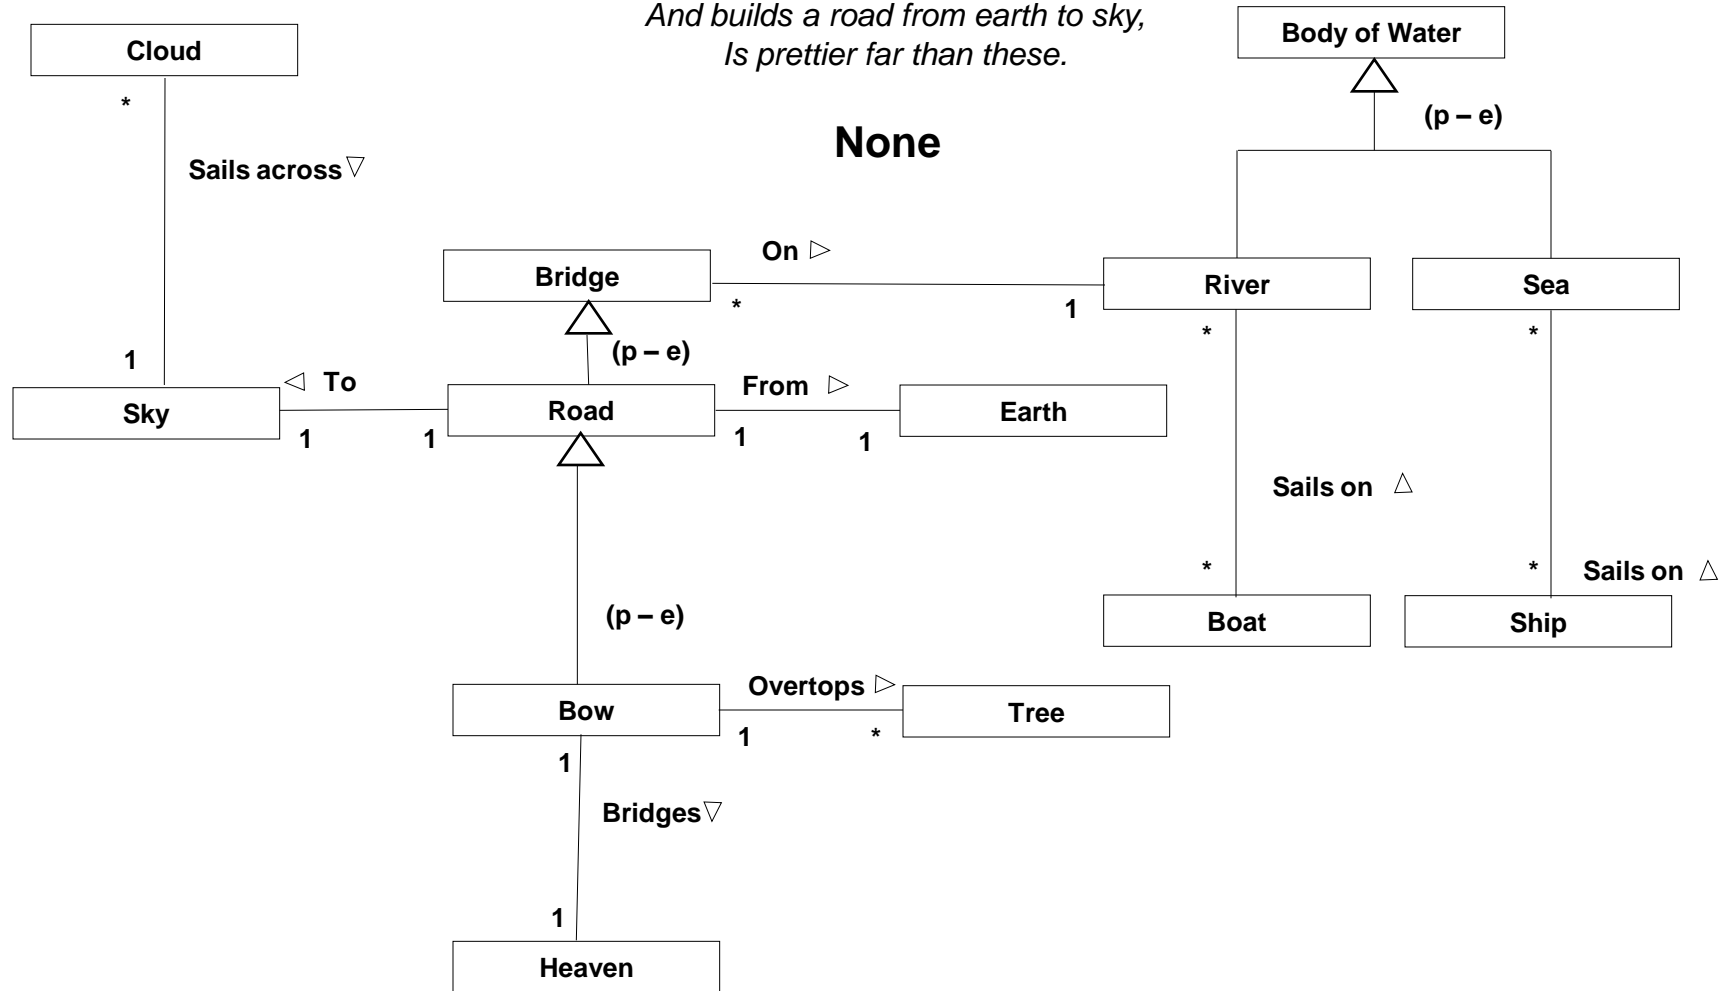 And builds a road from earth to sky,
Is prettier far than these.
Cloud
Body of Water
*
(p – e)
None
Sails across
On
Bridge
River
Sea
*
1
*
*
(p – e)
1
To
From
Sky
Road
Earth
1
1
1
1
Sails on
*
*
Sails on
(p – e)
Boat
Ship
Overtops
Bow
Tree
1
*
1
Bridges
1
Heaven